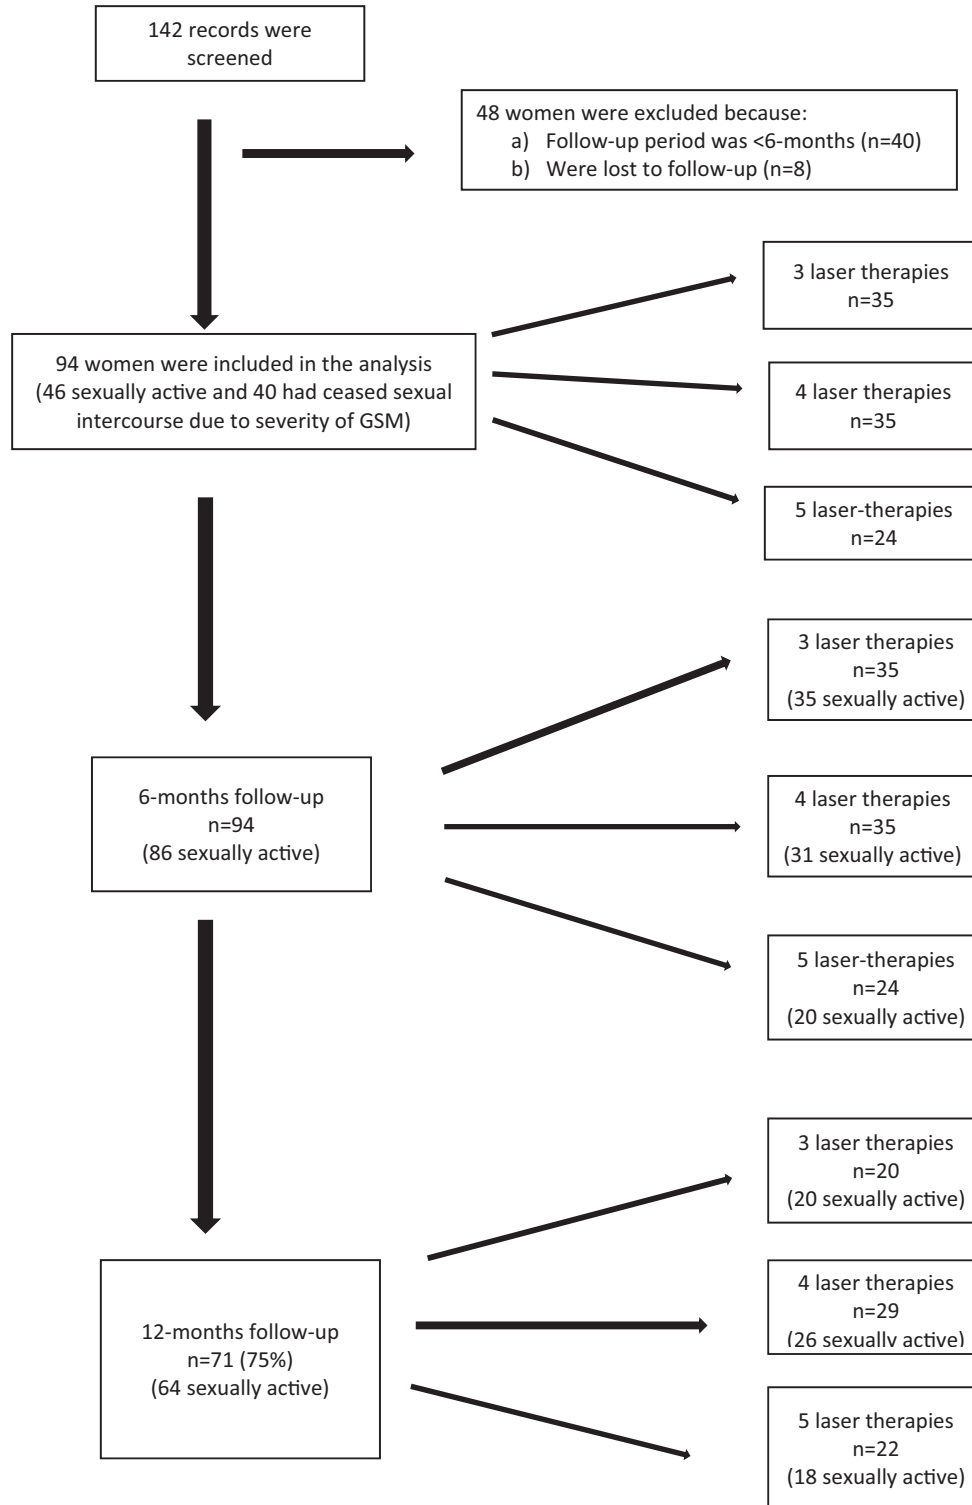 142 records were
screened
48 women were excluded because:
a) Follow-up period was <6-months (n=40)
b) Were lost to follow-up (n=8)
3 laser therapies
n=35
94 women were included in the analysis
(46 sexually active and 40 had ceased sexual
intercourse due to severity of GSM)
4 laser therapies
n=35
5 laser-therapies
n=24
3 laser therapies
n=35
(35 sexually active)
6-months follow-up
n=94
(86 sexually active)
4 laser therapies
n=35
(31 sexually active)
5 laser-therapies
n=24
(20 sexually active)
3 laser therapies
n=20
(20 sexually active)
12-months follow-up
n=71 (75%)
(64 sexually active)
4 laser therapies
n=29
(26 sexually active)
5 laser therapies
n=22
(18 sexually active)